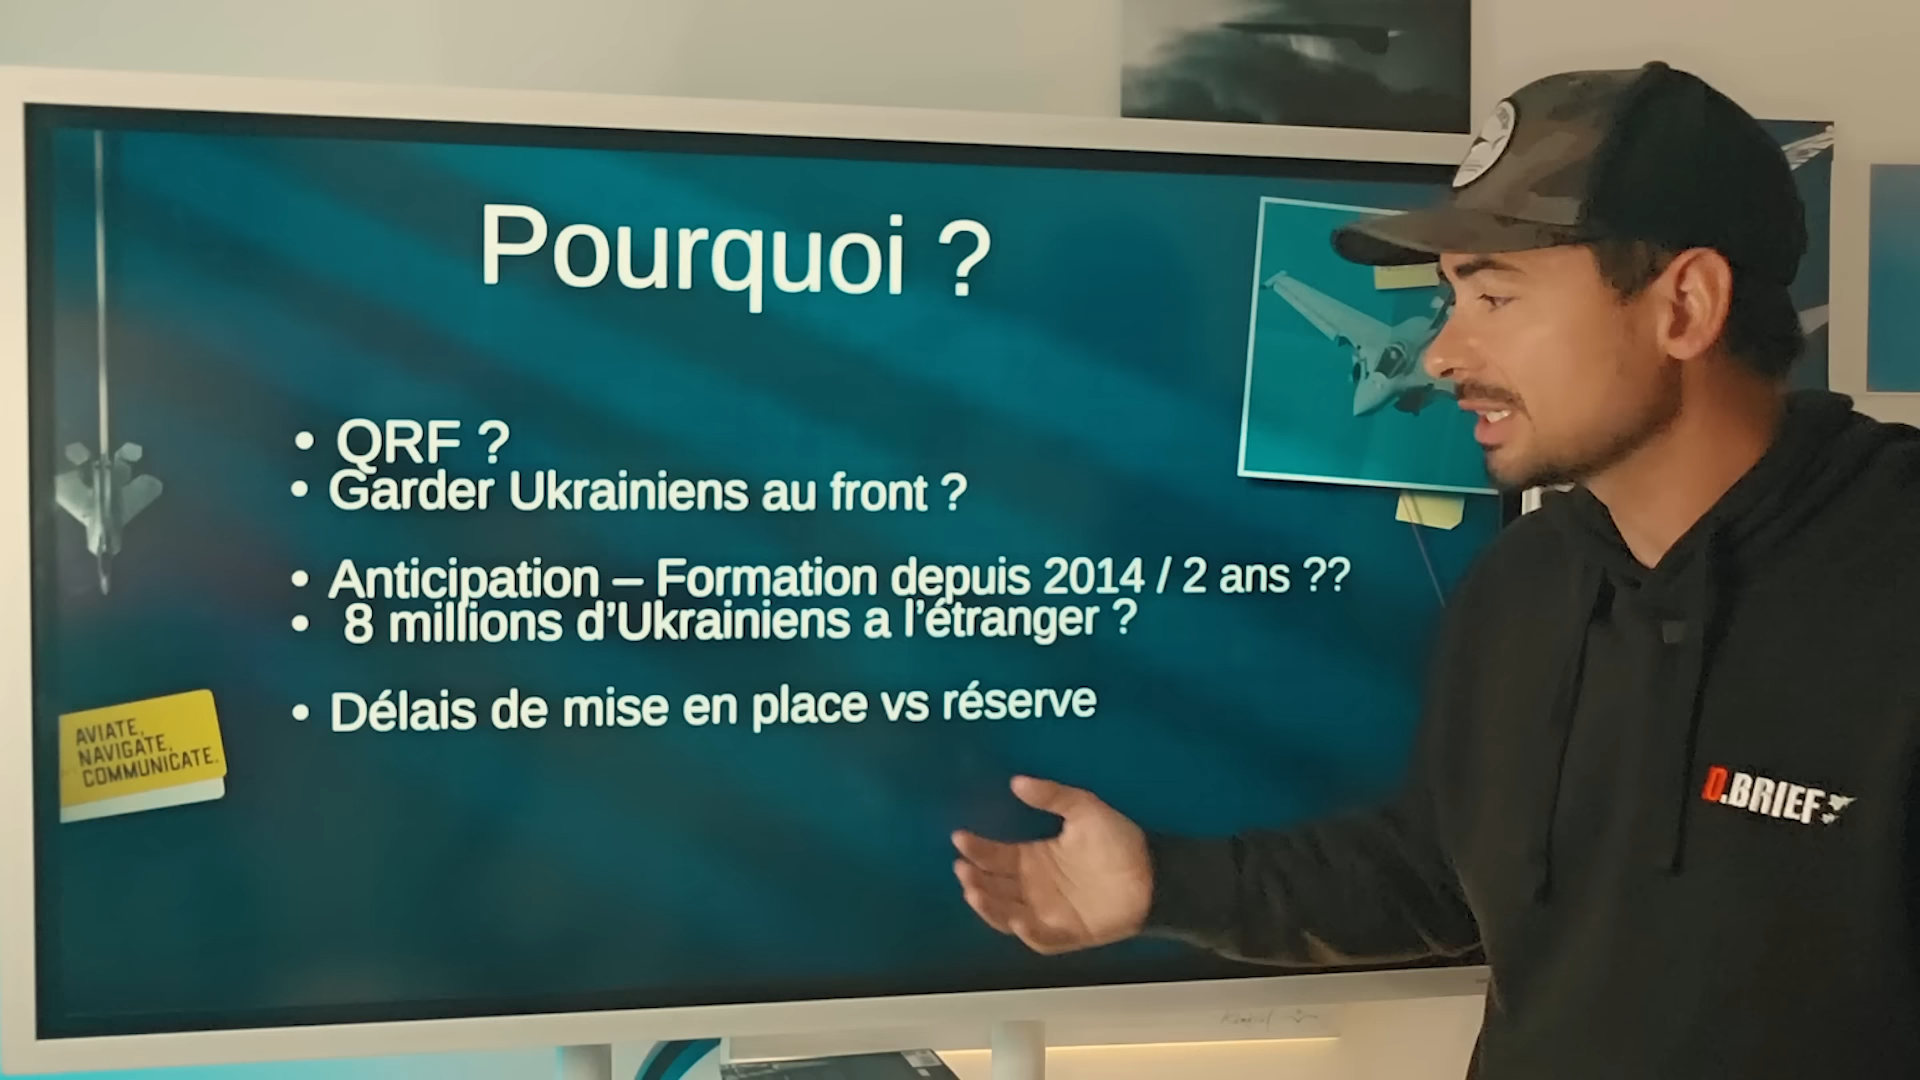 Pourquoi ?
• QRF ?
• Garder Ukrainiens au front ?
• Anticipation – Formation depuis 2014 / 2 ans ??
• 8 millions d’Ukrainiens a l’étranger ?
• Délais de mise en place vs réserve
AVIATE.
NAVIGATE.
COMMUNICATE.
D.BRIEF